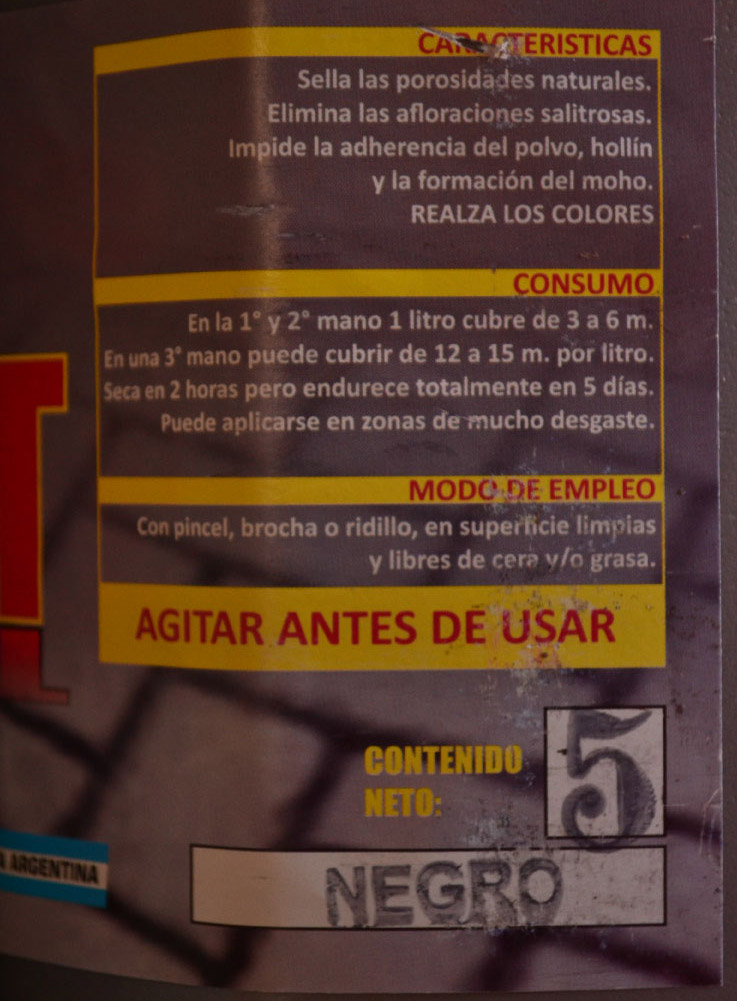 CARACTERISTICAS
Sella las porosidades naturales.
Elimina las afloraciones salitrosas.
Impide la adherencia del polvo, hollín
y la formación del moho.
REALZA LOS COLORES
CONSUMO
En la 1° y 2° mano 1 litro cubre de 3 a 6 m.
En una 3° mano puede cubrir de 12 a 15 m. por litro.
Seca en 2 horas pero endurece totalmente en 5 días.
Puede aplicarse en zonas de mucho desgaste.
MODO DE EMPLEO
Con pincel, brocha o ridillo, en superficie limpias
y libres de cera y/o grasa.
AGITAR ANTES DE USAR
CONTENIDO
NETO:
5
ARGENTINA
NEGRO